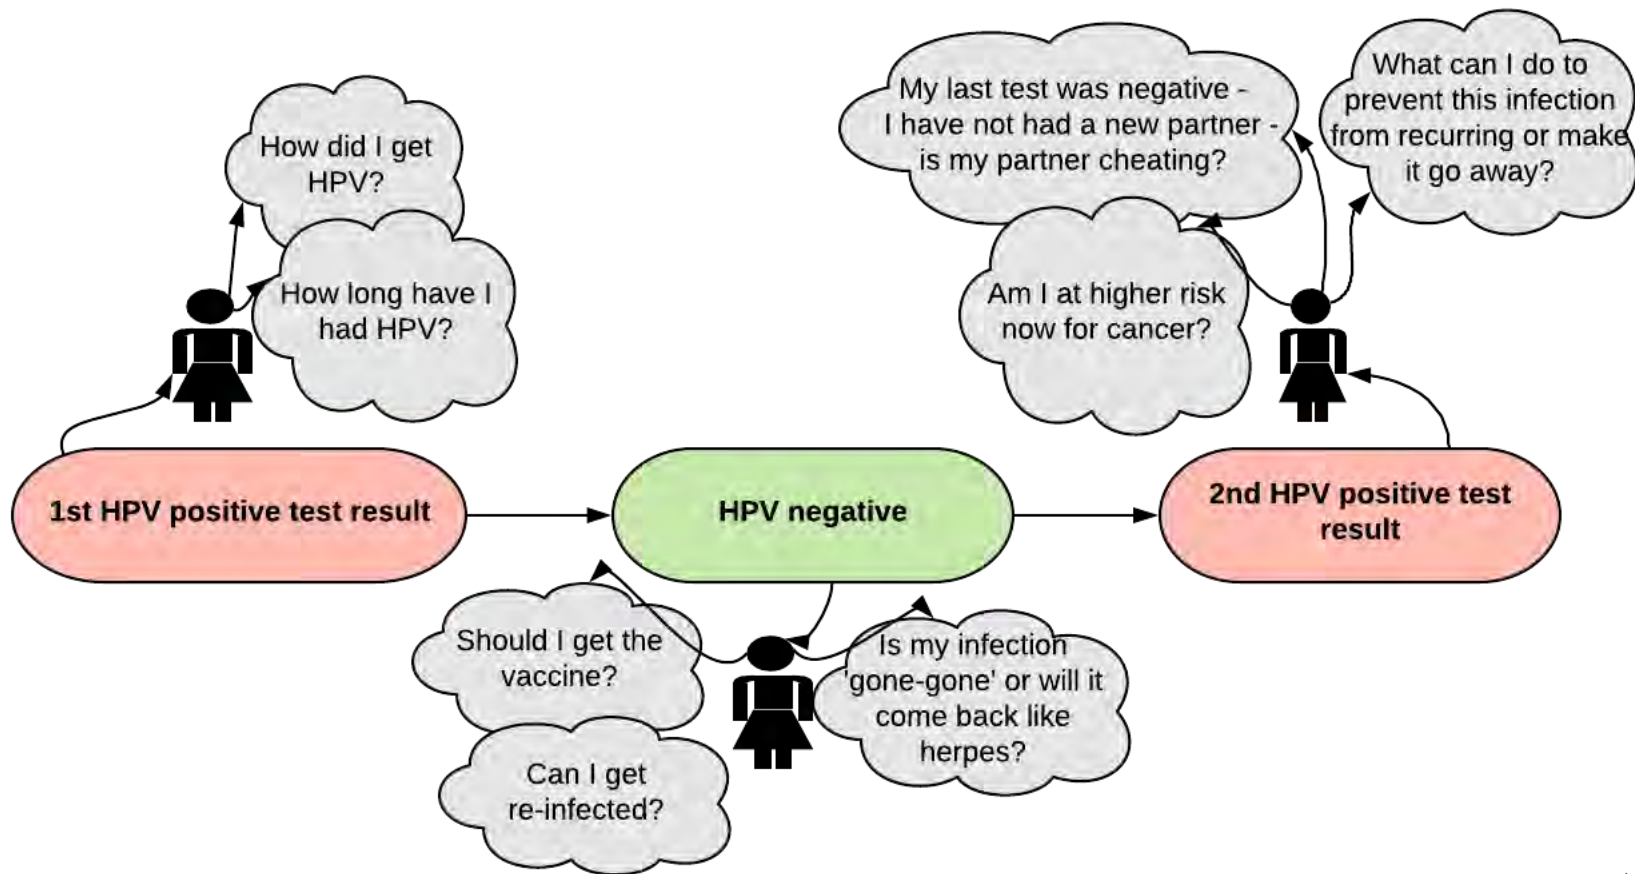 How did I get
HPV?
How long have I
had HPV?
1st HPV positive test result
HPV negative
Should I get the
vaccine?
Can I get
re-infected?
Is my infection
'gone-gone' or will it
come back like
herpes?
My last test was negative -
I have not had a new partner -
is my partner cheating?
Am I at higher risk
now for cancer?
What can I do to
prevent this infection
from recurring or make
it go away?
2nd HPV positive test
result